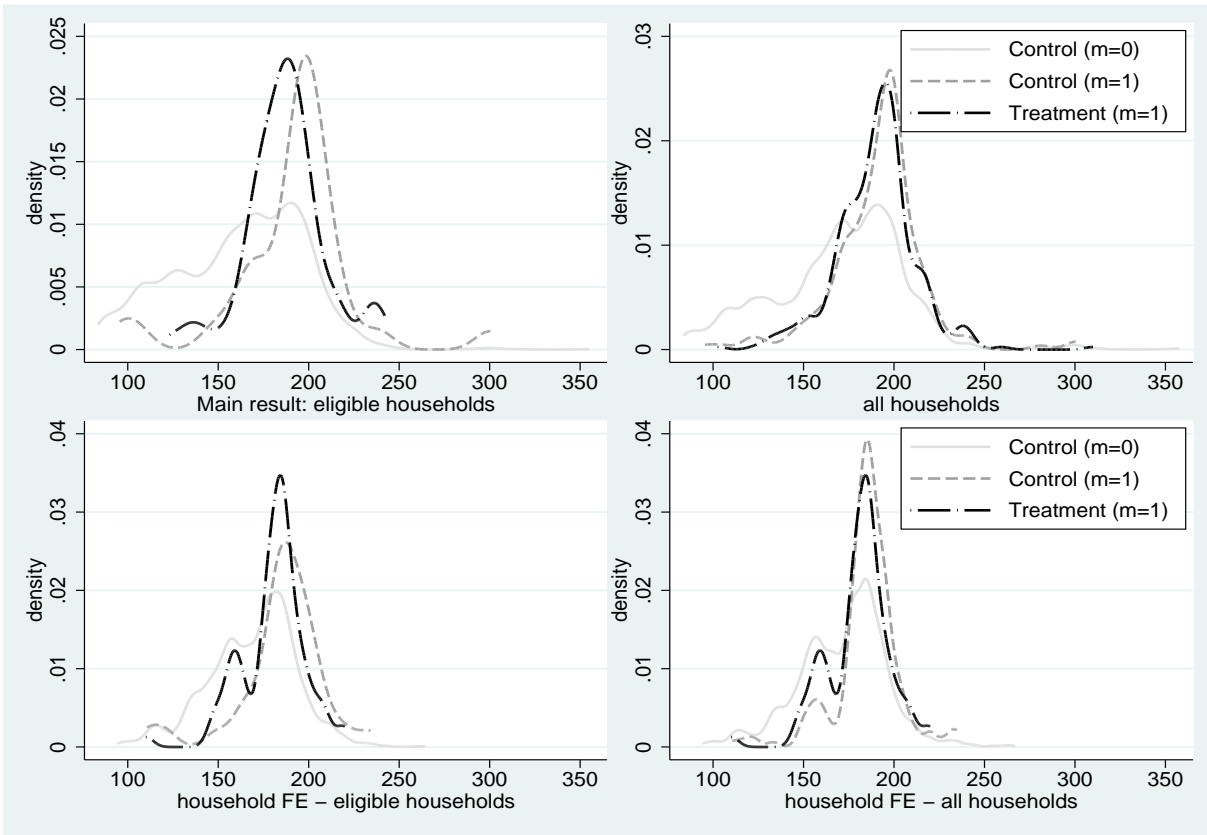 density
0
.005
.01
.015
.02
.025
100 150 200 250 300 350
Main result: eligible households
density
0
.01
.02
.03
Control (m=0)
Control (m=1)
Treatment (m=1)
100 150 200 250 300 350
all households
density
0
.01
.02
.03
.04
100 150 200 250 300 350
household FE − eligible households
density
0
.01
.02
.03
.04
Control (m=0)
Control (m=1)
Treatment (m=1)
100 150 200 250 300 350
household FE − all households